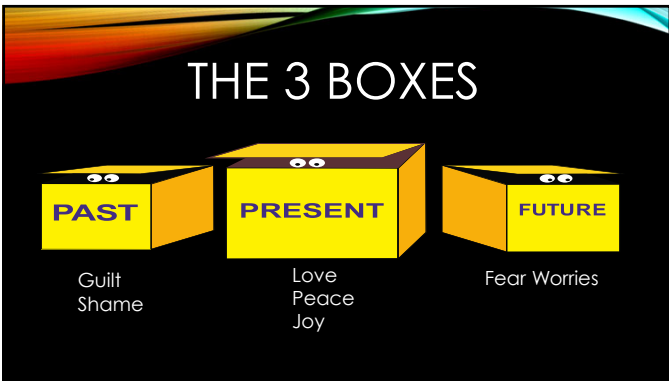 THE 3 BOXES
PAST
PRESENT
FUTURE
Guilt
Shame
Love
Peace
Joy
Fear Worries